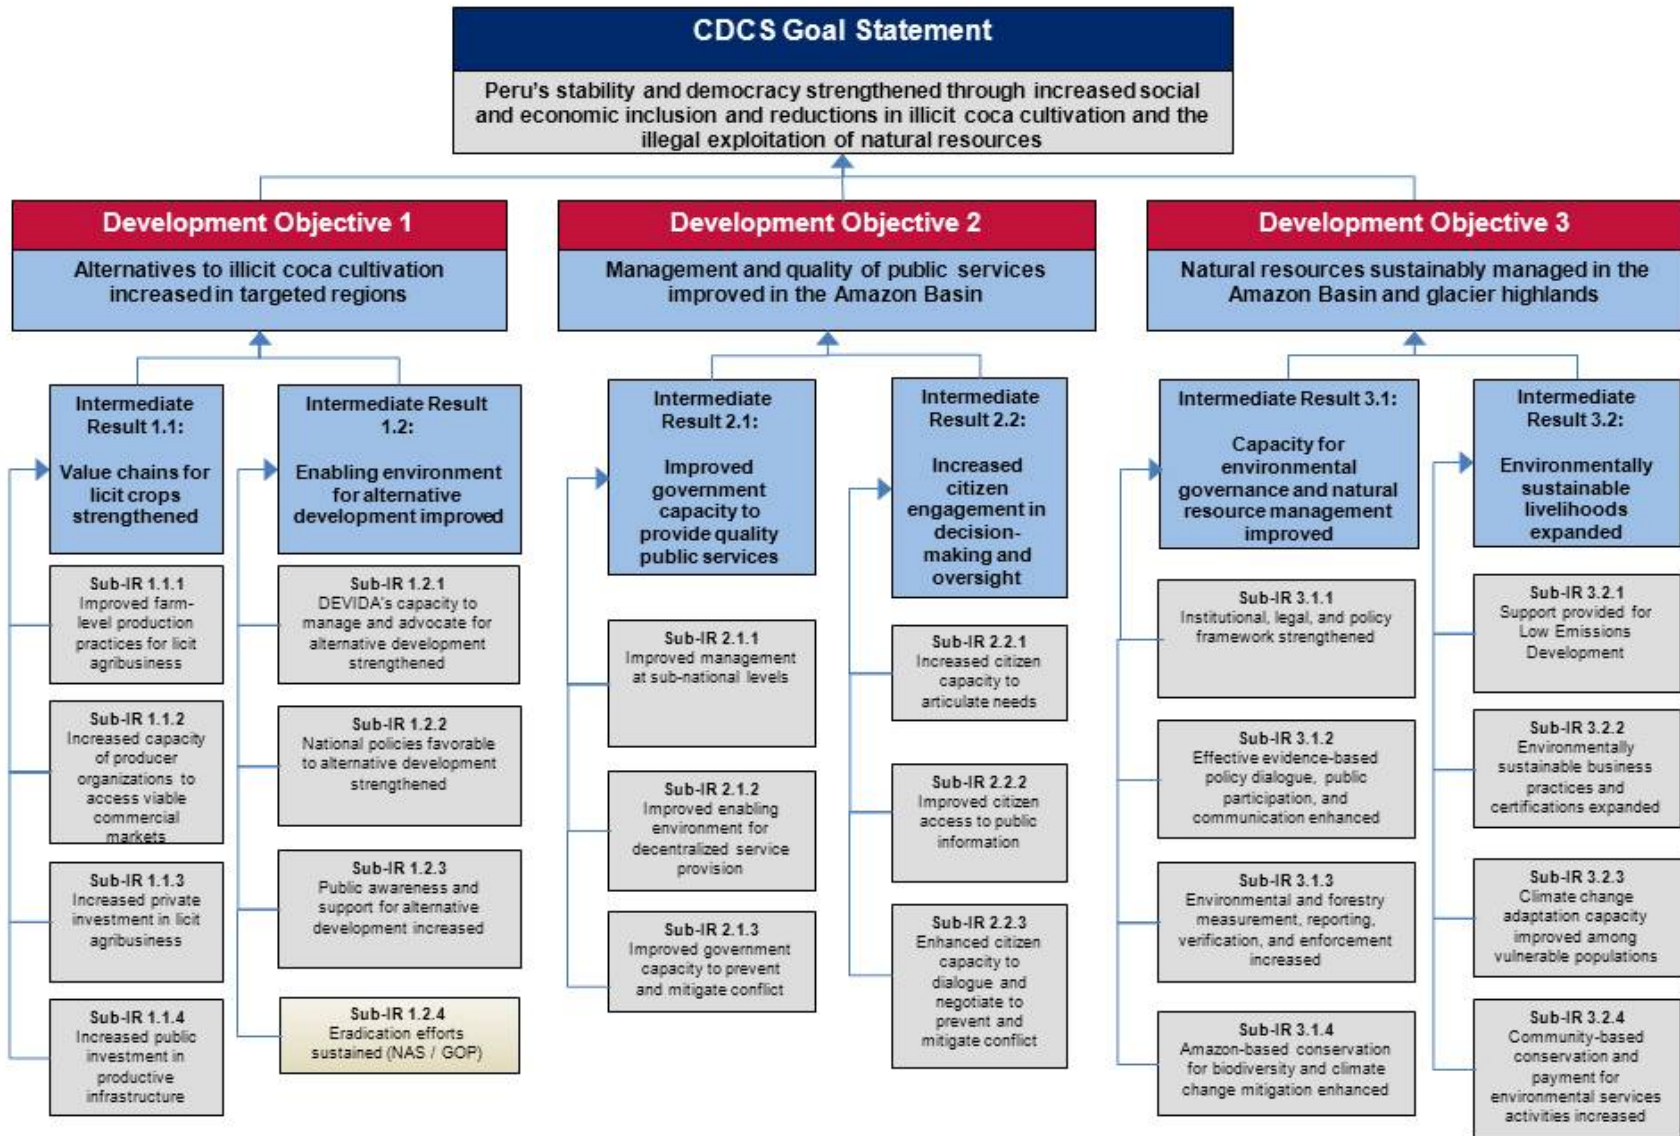 CDCS Goal Statement
Peru's stability and democracy strengthened through increased social
and economic inclusion and reductions in illicit coca cultivation and the
illegal exploitation of natural resources
Development Objective 1
Alternatives to illicit coca cultivation
increased in targeted regions
Development Objective 2
Management and quality of public services
improved in the Amazon Basin
Development Objective 3
Natural resources sustainably managed in the
Amazon Basin and glacier highlands
Intermediate
Result 1.1:
Value chains for
licit crops
strengthened
Sub-IR 1.1.1
Improved farm-
level production
practices for licit
agribusiness
Sub-IR 1.1.2
Increased capacity
of producer
organizations to
access viable
commercial
markets
Sub-IR 1.1.3
Increased private
investment in licit
agribusiness
Sub-IR 1.1.4
Increased public
investment in
productive
infrastructure
Intermediate Result
1.2:
Enabling environment
for alternative
development improved
Sub-IR 1.2.1
DEVIDA's capacity to
manage and advocate for
alternative development
strengthened
Sub-IR 1.2.2
National policies favorable
to alternative development
strengthened
Sub-IR 1.2.3
Public awareness and
support for alternative
development increased
Sub-IR 1.2.4
Eradication efforts
sustained (NAS / GOP)
Intermediate
Result 2.1:
Improved
government
capacity to
provide quality
public services
Sub-IR 2.1.1
Improved management
at sub-national levels
Sub-IR 2.1.2
Improved enabling
environment for
decentralized service
provision
Sub-IR 2.1.3
Improved government
capacity to prevent
and mitigate conflict
Intermediate
Result 2.2:
Increased
citizen
engagement in
decision-
making and
oversight
Sub-IR 2.2.1
Increased citizen
capacity to
articulate needs
Sub-IR 2.2.2
Improved citizen
access to public
information
Sub-IR 2.2.3
Enhanced citizen
capacity to
dialogue and
negotiate to
prevent and
mitigate conflict
Intermediate Result 3.1:
Capacity for
environmental
governance and natural
resource management
improved
Sub-IR 3.1.1
Institutional, legal, and policy
framework strengthened
Sub-IR 3.1.2
Effective evidence-based
policy dialogue, public
participation, and
communication enhanced
Sub-IR 3.1.3
Environmental and forestry
measurement, reporting,
verification, and enforcement
increased
Sub-IR 3.1.4
Amazon-based conservation
for biodiversity and climate
change mitigation enhanced
Intermediate
Result 3.2:
Environmentally
sustainable
livelihoods
expanded
Sub-IR 3.2.1
Support provided for
Low Emissions
Development
Sub-IR 3.2.2
Environmentally
sustainable business
practices and
certifications expanded
Sub-IR 3.2.3
Climate change
adaptation capacity
improved among
vulnerable populations
Sub-IR 3.2.4
Community-based
conservation and
payment for
environmental services
activities increased